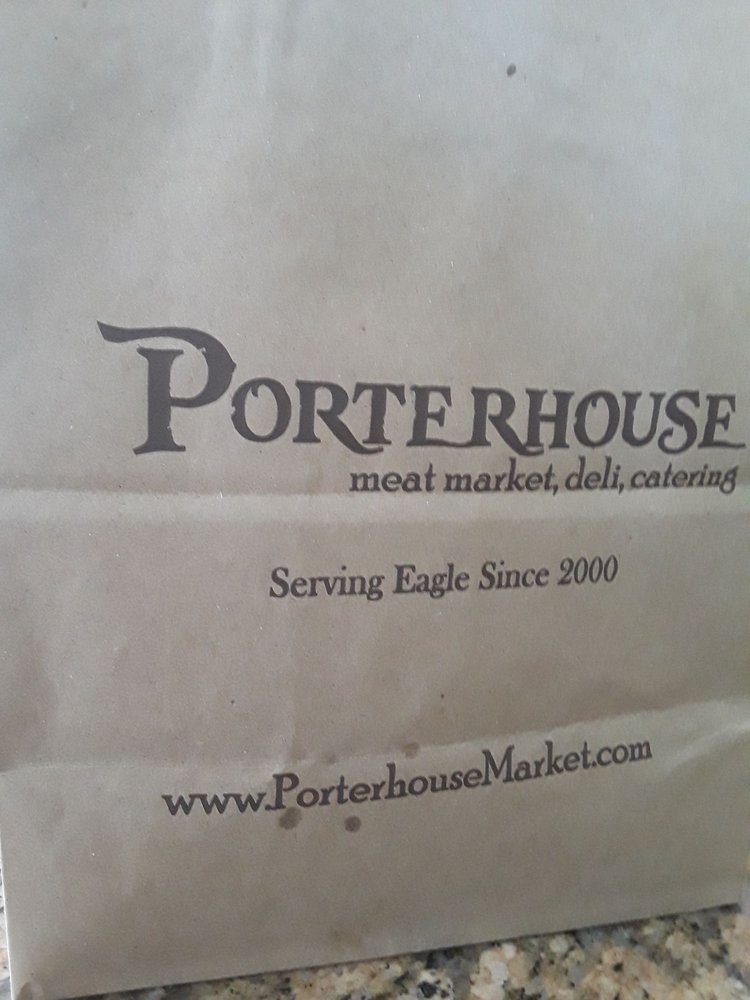 PORTERHOUSE
meat market, deli, catering
Serving Eagle Since 2000
www.PorterhouseMarket.com